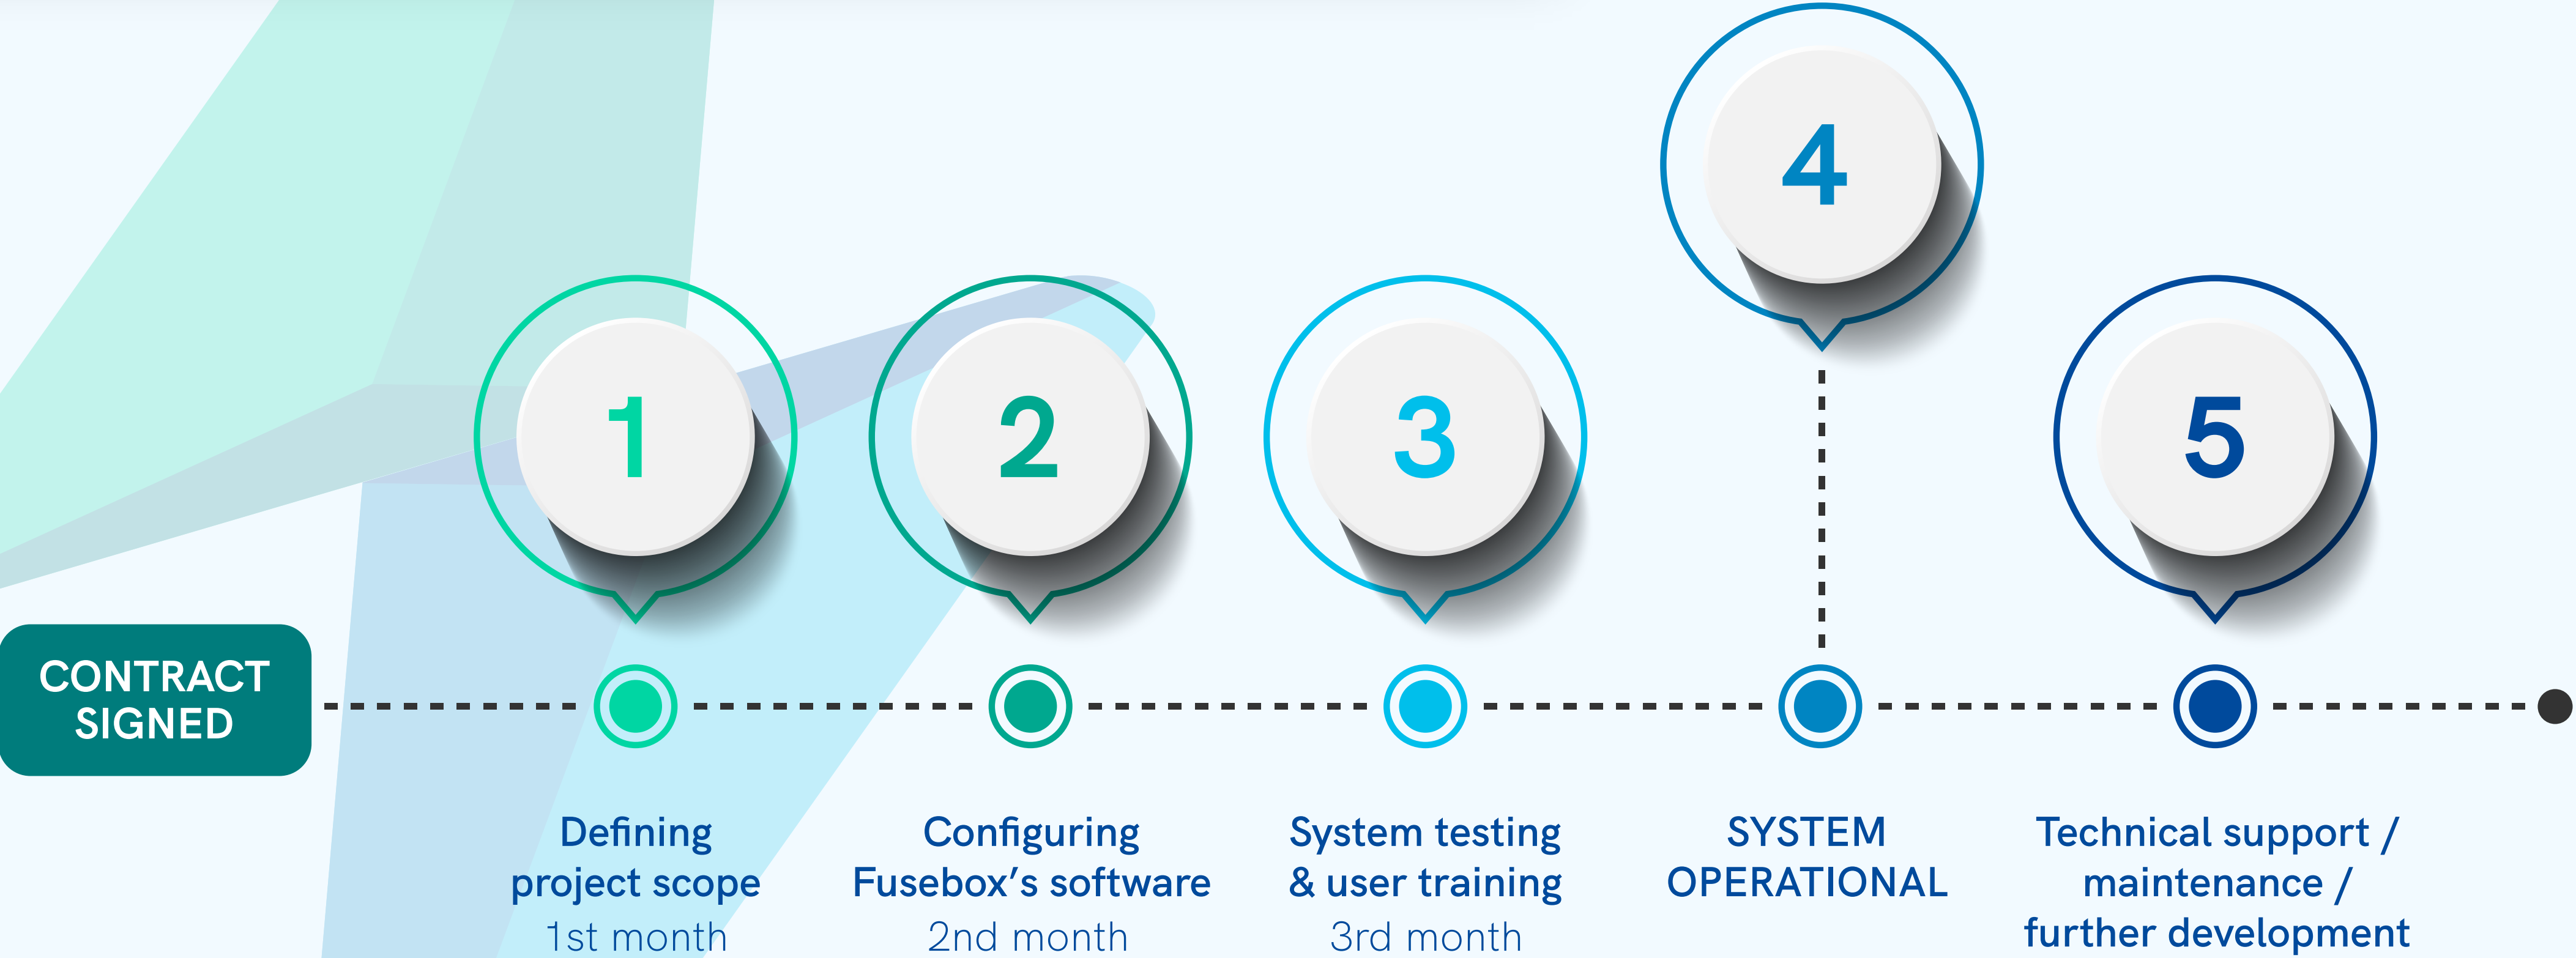 1
2
3
4
5
CONTRACT
SIGNED
Defining
project scope
1st month
Configuring
Fusebox’s software
2nd month
System testing
& user training
3rd month
SYSTEM
OPERATIONAL
Technical support /
maintenance /
further development